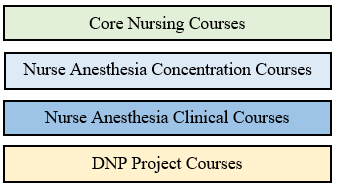 Core Nursing Courses
Nurse Anesthesia Concentration Courses
Nurse Anesthesia Clinical Courses
DNP Project Courses